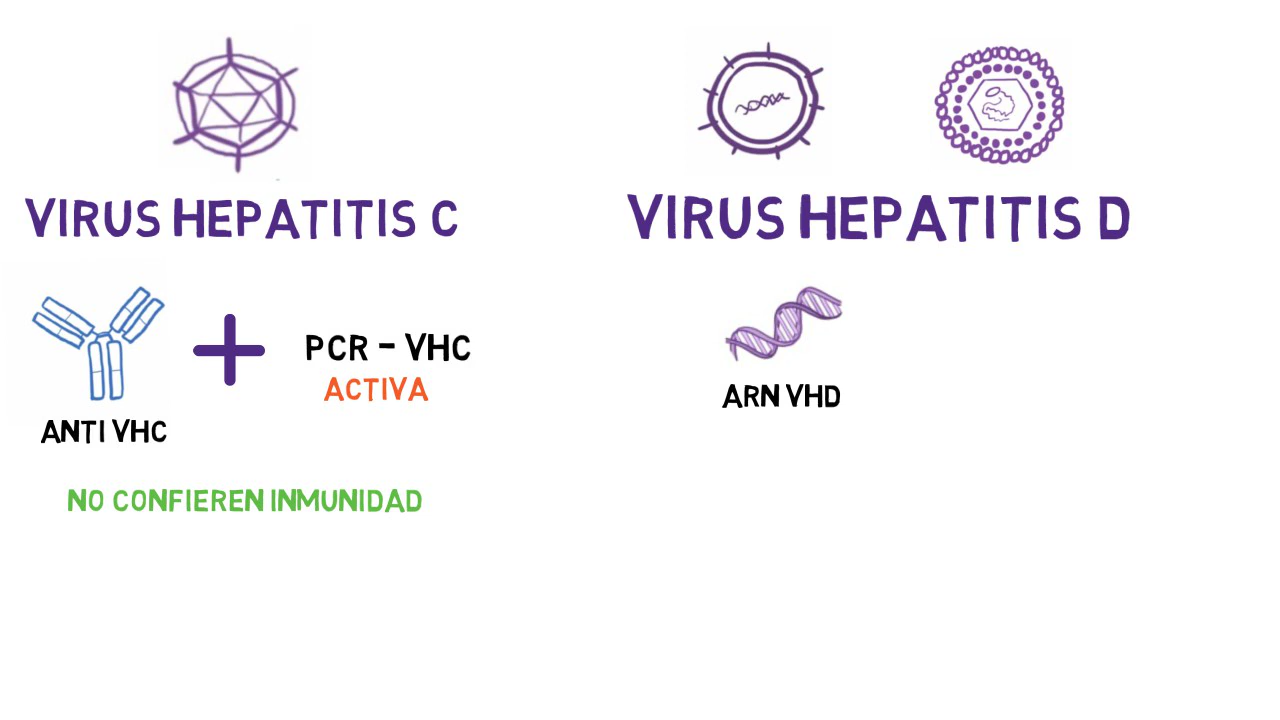 VIRUS HEPATITIS C
ANTI VHC
PCR - VHC
ACTIVA
NO CONFIEREN INMUNIDAD
VIRUS HEPATITIS D
ARN VHD